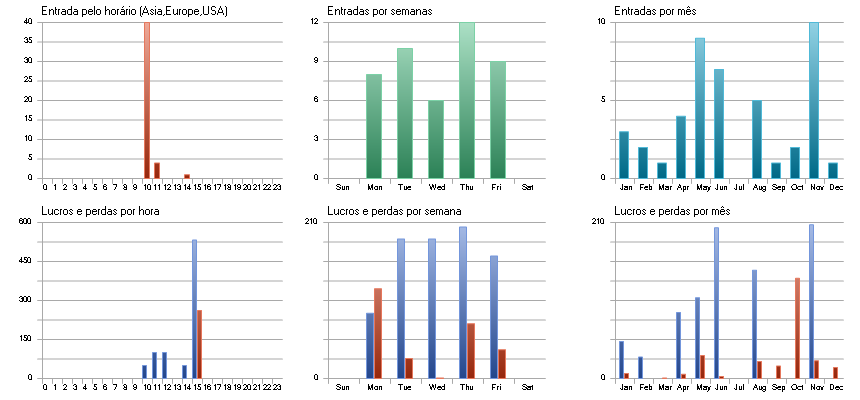 Entrada pelo horário (Asia,Europe,USA)
40
35
30
25
20
15
10
5
0
0 1 2 3 4 5 6 7 8 9 10 11 12 13 14 15 16 17 18 19 20 21 22 23
Entradas por semanas
12
9
6
3
0
Sun Mon Tue Wed Thu Fri Sat
Entradas por mês
10
5
0
Jan Feb Mar Apr May Jun Jul Aug Sep Oct Nov Dec
Lucros e perdas por hora
600
450
300
150
0
0 1 2 3 4 5 6 7 8 9 10 11 12 13 14 15 16 17 18 19 20 21 22 23
Lucros e perdas por semana
210
0
Sun Mon Tue Wed Thu Fri Sat
Lucros e perdas por mês
210
0
Jan Feb Mar Apr May Jun Jul Aug Sep Oct Nov Dec